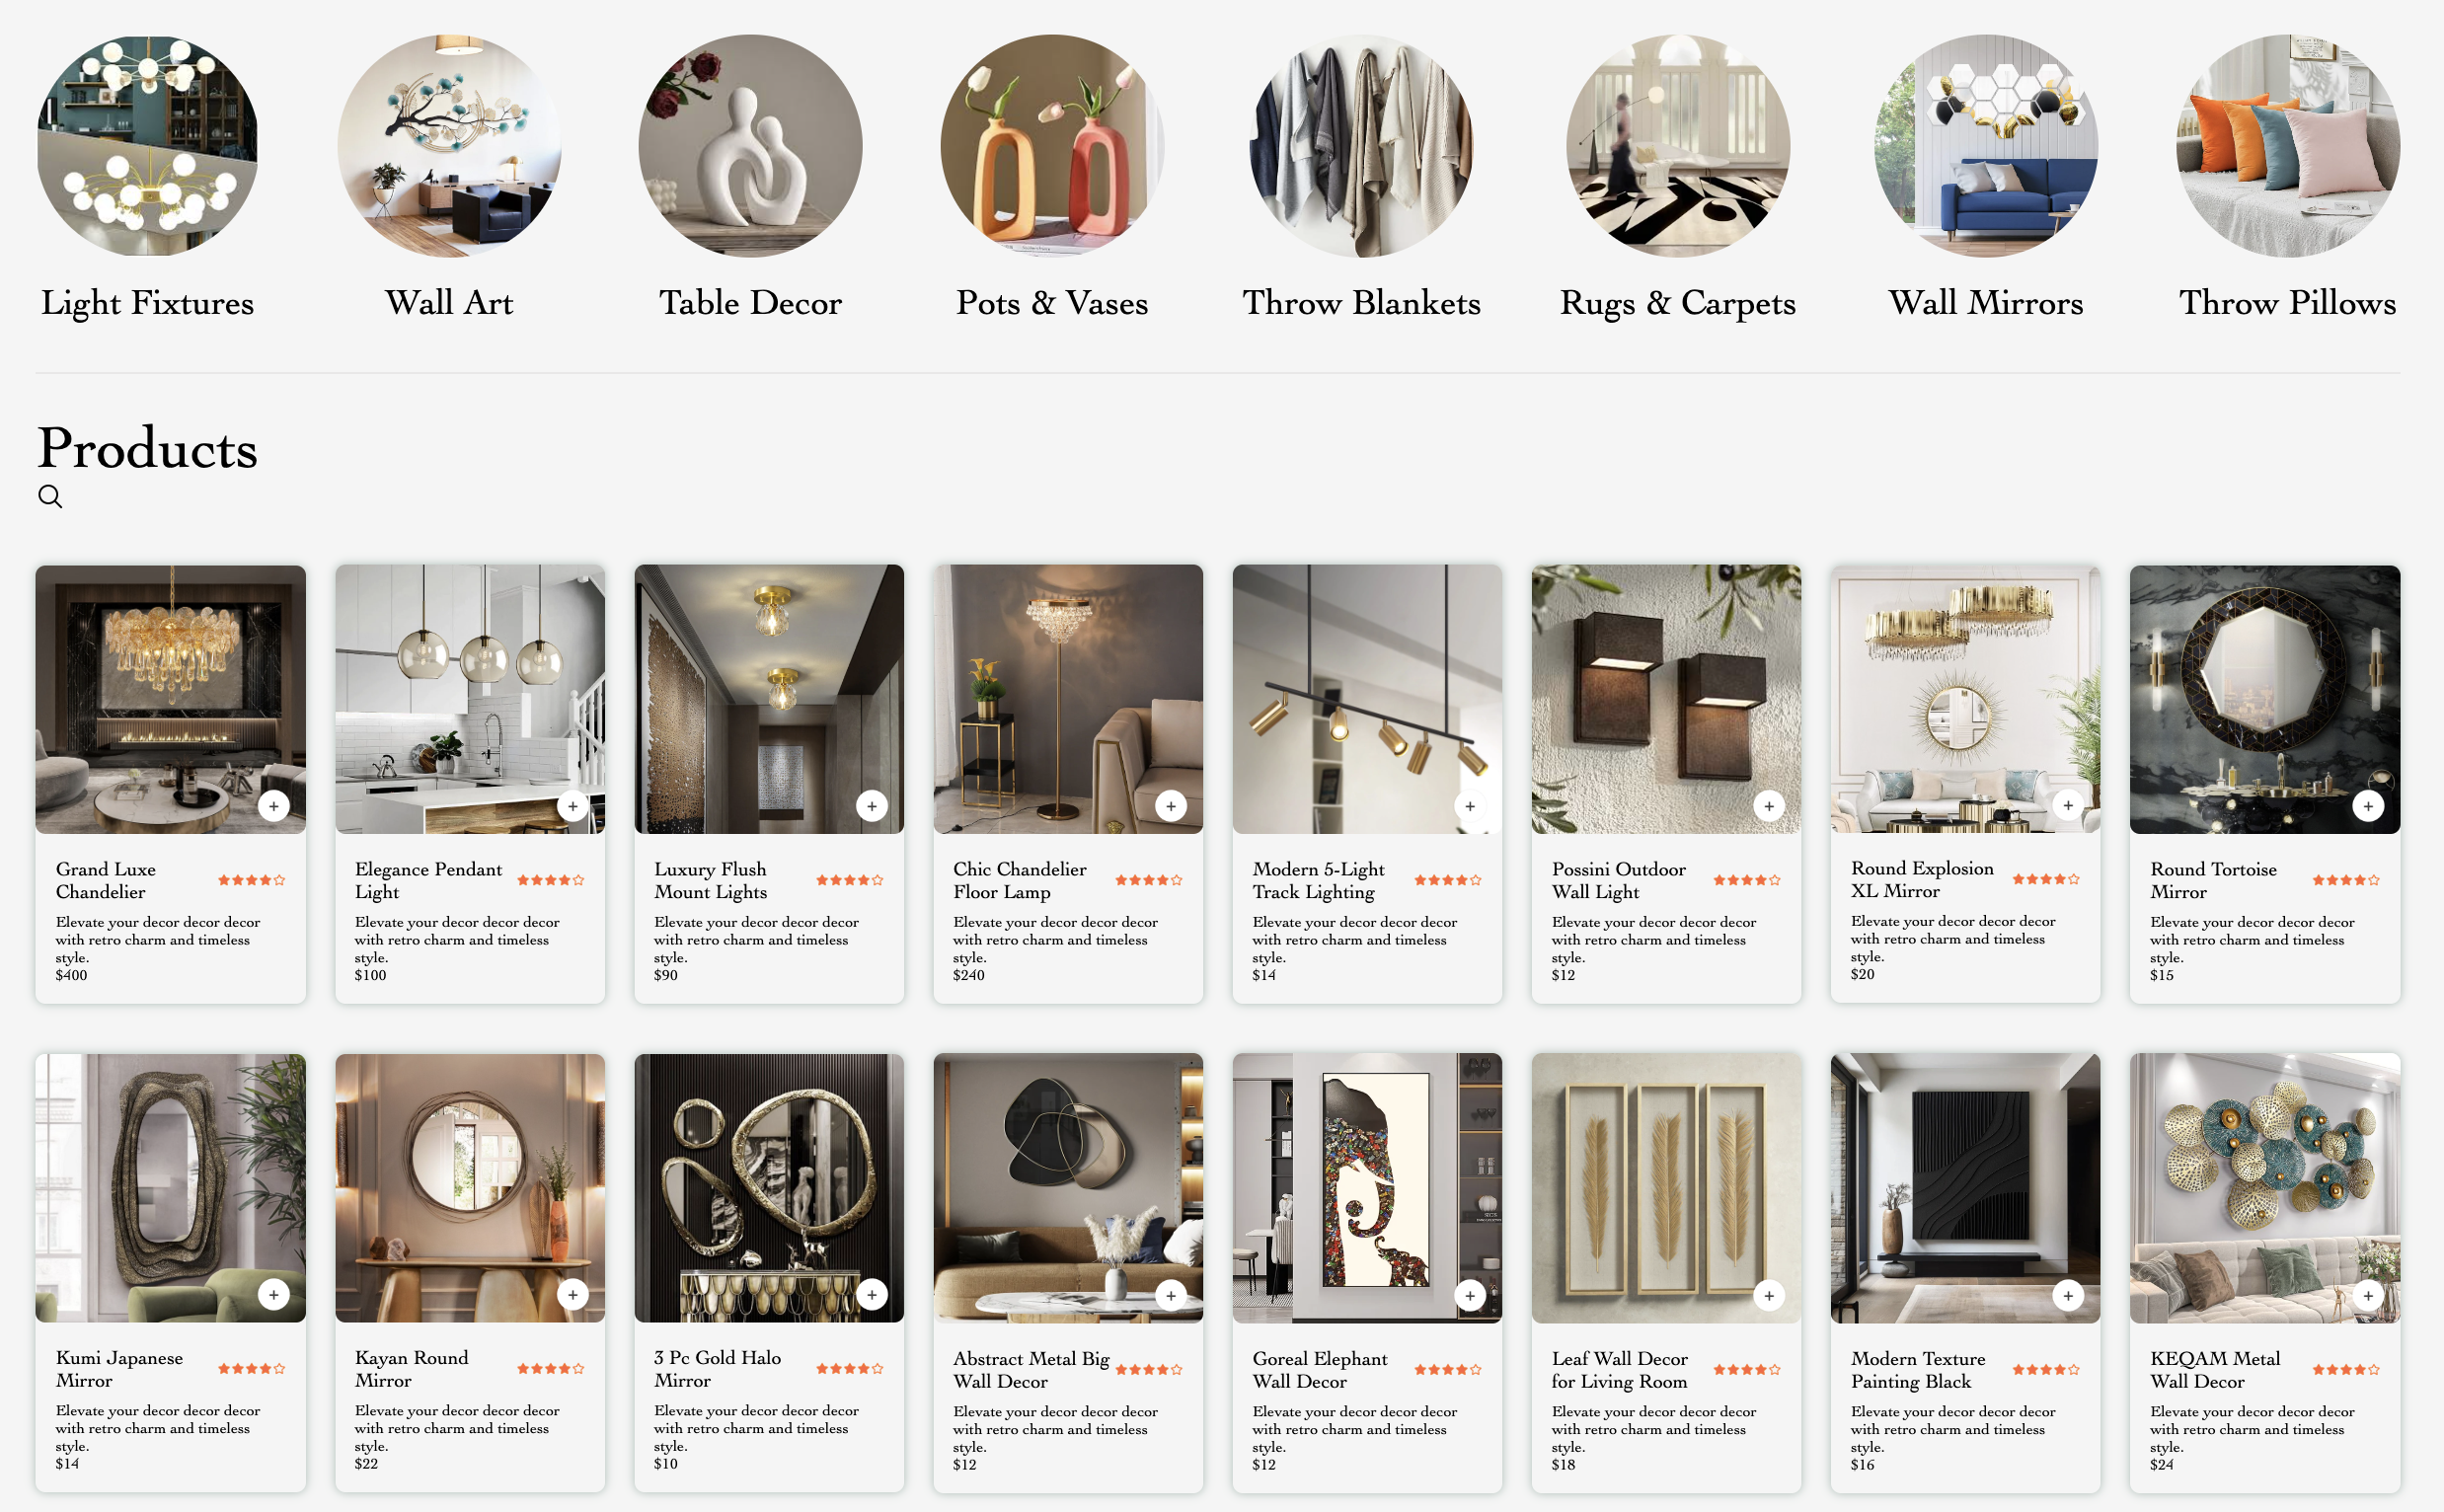 Light Fixtures
Wall Art
Table Decor
Pots & Vases
Throw Blankets
Rugs & Carpets
Wall Mirrors
Throw Pillows
Products
Grand Luxe
Chandelier
Elevate your decor decor decor
with retro charm and timeless
style.
$400
Elegance Pendant
Light
Elevate your decor decor decor
with retro charm and timeless
style.
$100
Luxury Flush
Mount Lights
Elevate your decor decor decor
with retro charm and timeless
style.
$90
Chic Chandelier
Floor Lamp
Elevate your decor decor decor
with retro charm and timeless
style.
$240
Modern 5-Light
Track Lighting
Elevate your decor decor decor
with retro charm and timeless
style.
$14
Possini Outdoor
Wall Light
Elevate your decor decor decor
with retro charm and timeless
style.
$12
Round Explosion
XL Mirror
Elevate your decor decor decor
with retro charm and timeless
style.
$20
Round Tortoise
Mirror
Elevate your decor decor decor
with retro charm and timeless
style.
$15
Kumi Japanese
Mirror
Elevate your decor decor decor
with retro charm and timeless
style.
$14
Kayan Round
Mirror
Elevate your decor decor decor
with retro charm and timeless
style.
$22
3 Pc Gold Halo
Mirror
Elevate your decor decor decor
with retro charm and timeless
style.
$10
Abstract Metal Big
Wall Decor
Elevate your decor decor decor
with retro charm and timeless
style.
$12
Goreal Elephant
Wall Decor
Elevate your decor decor decor
with retro charm and timeless
style.
$12
Leaf Wall Decor
for Living Room
Elevate your decor decor decor
with retro charm and timeless
style.
$18
Modern Texture
Painting Black
Elevate your decor decor decor
with retro charm and timeless
style.
$16
KEQAM Metal
Wall Decor
Elevate your decor decor decor
with retro charm and timeless
style.
$24